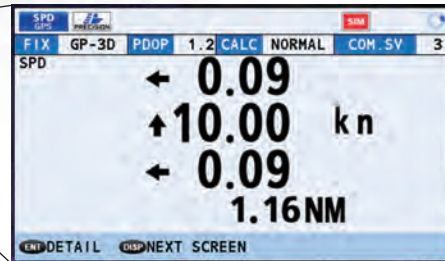 SPD GPS PRECISION SIM
FIX GP-3D PDOP 1.2 CALC NORMAL COM.SV 3
SPD
← 0.09
↑10.00 kn
← 0.09
1.16NM
ENT DETAIL DISP NEXT SCREEN